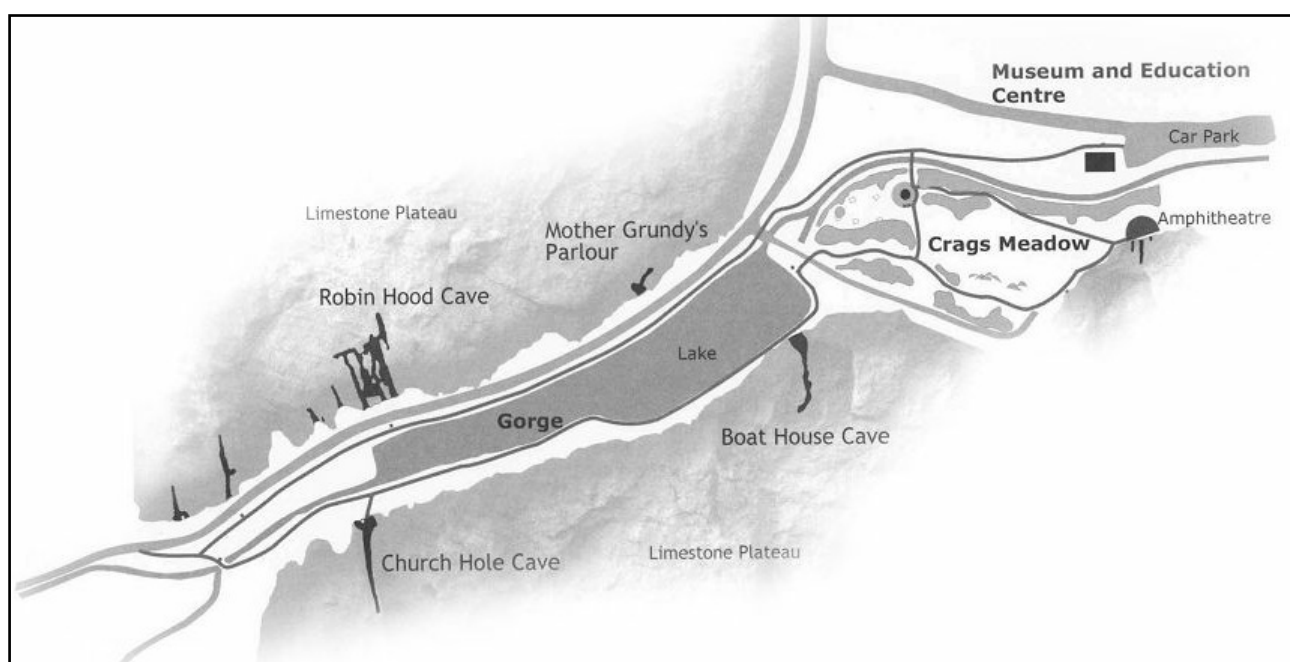 Museum and Education
Centre
Car Park
Limestone Plateau
Mother Grundy's
Parlour
Amphitheatre
Crags Meadow
Robin Hood Cave
Lake
Gorge
Boat House Cave
Church Hole Cave
Limestone Plateau